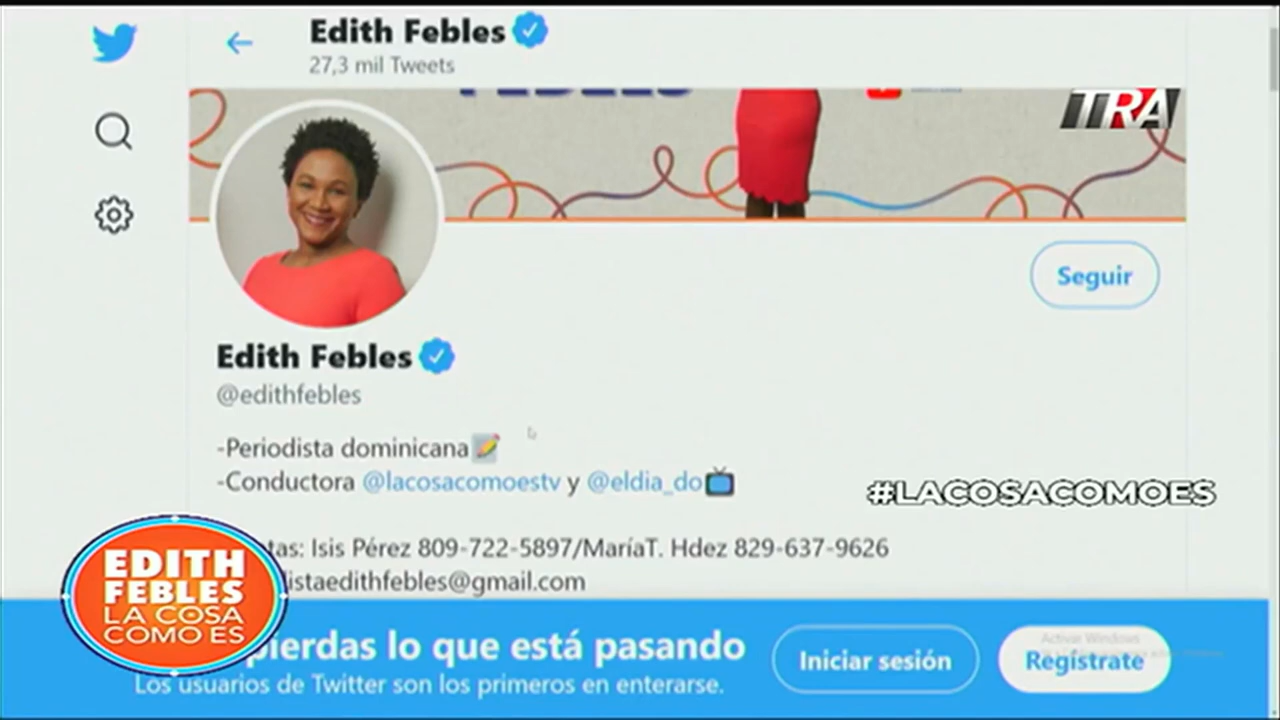 Edith Febles
27,3 mil Tweets
TRA
Seguir
Edith Febles
@edithfebles
-Periodista dominicana
-Conductora @lacosacomoestv y @eldia_do
#LACOSACOMOES
tas: Isis Pérez 809-722-5897/MaríaT. Hdez 829-637-9626
istaedithfebles@gmail.com
EDITH
FEBLES
LA COSA
COMO ES
pierdas lo que está pasando
Los usuarios de Twitter son los primeros en enterarse.
Iniciar sesión
Regístrate
Activar Windows